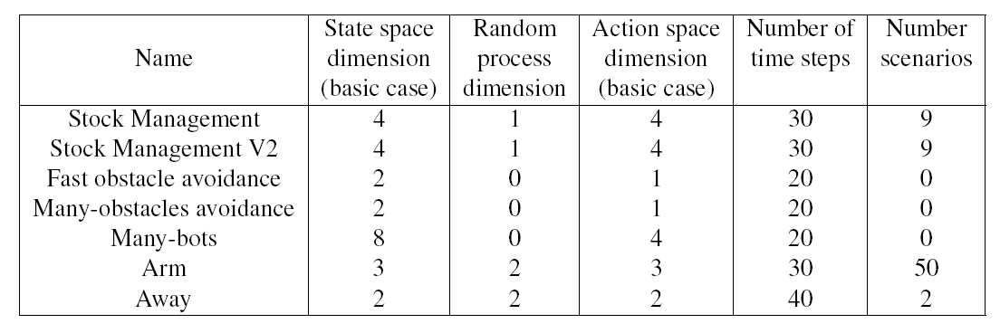 Name State space dimension (basic case) Random process dimension Action space dimension (basic case) Number of time steps Number scenarios
Stock Management 4 1 4 30 9
Stock Management V2 4 1 4 30 9
Fast obstacle avoidance 2 0 1 20 0
Many-obstacles avoidance 2 0 1 20 0
Many-bots 8 0 4 20 0
Arm 3 2 3 30 50
Away 2 2 2 40 2